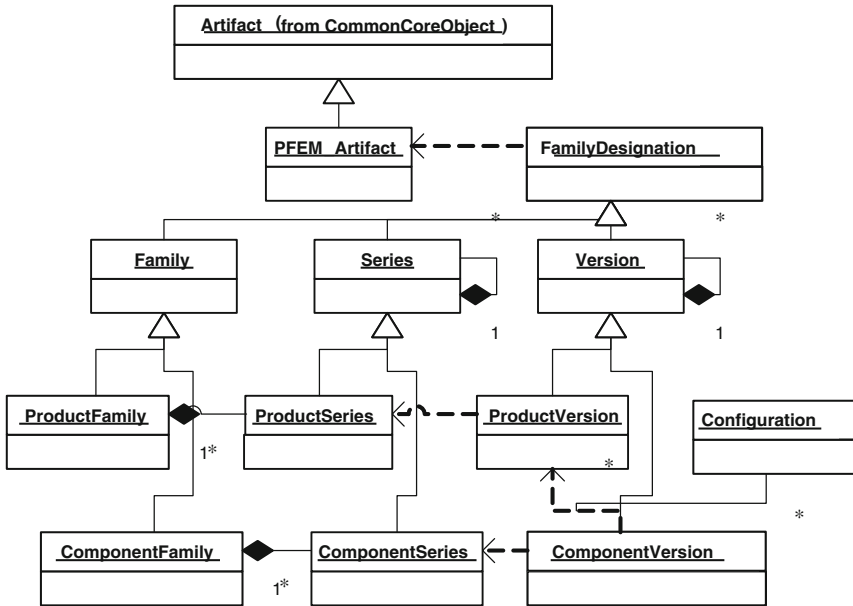 Artifact (from CommonCoreObject )
PFEM_Artifact
FamilyDesignation
*
*
Family
Series
Version
1
1
ProductFamily
ProductSeries
ProductVersion
Configuration
1*
*
*
ComponentFamily
ComponentSeries
ComponentVersion
1*